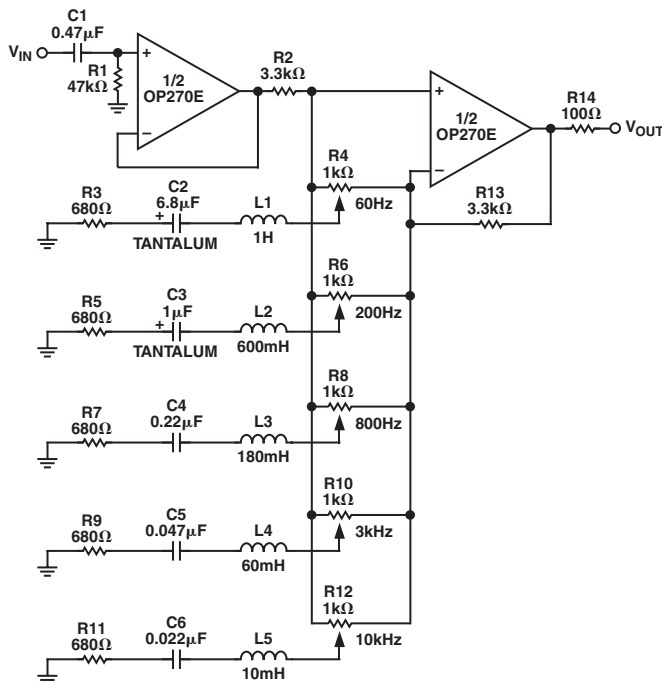 C1
0.47µF
VIN
R1
47kΩ
+
–
1/2
OP270E
R2
3.3kΩ
+
–
1/2
OP270E
R14
100Ω
VOUT
R13
3.3kΩ
R3
680Ω
C2
6.8µF
+
TANTALUM
L1
1H
R4
1kΩ
60Hz
R5
680Ω
C3
1µF
+
TANTALUM
L2
600mH
R6
1kΩ
200Hz
R7
680Ω
C4
0.22µF
L3
180mH
R8
1kΩ
800Hz
R9
680Ω
C5
0.047µF
L4
60mH
R10
1kΩ
3kHz
R11
680Ω
C6
0.022µF
L5
10mH
R12
1kΩ
10kHz